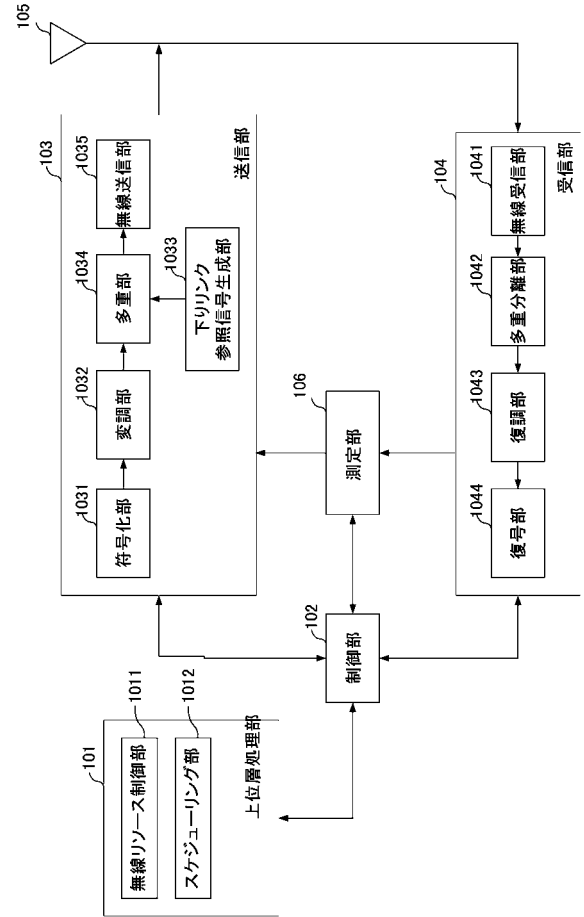 101
無線リソース制御部
1011
スケジューリング部
1012
上位層処理部
102
制御部
103
符号化部
1031
変調部
1032
多重部
1034
無線送信部
1035
下りリンク
参照信号生成部
1033
送信部
105
106
測定部
104
無線受信部
1041
多重分離部
1042
復調部
1043
復号部
1044
受信部